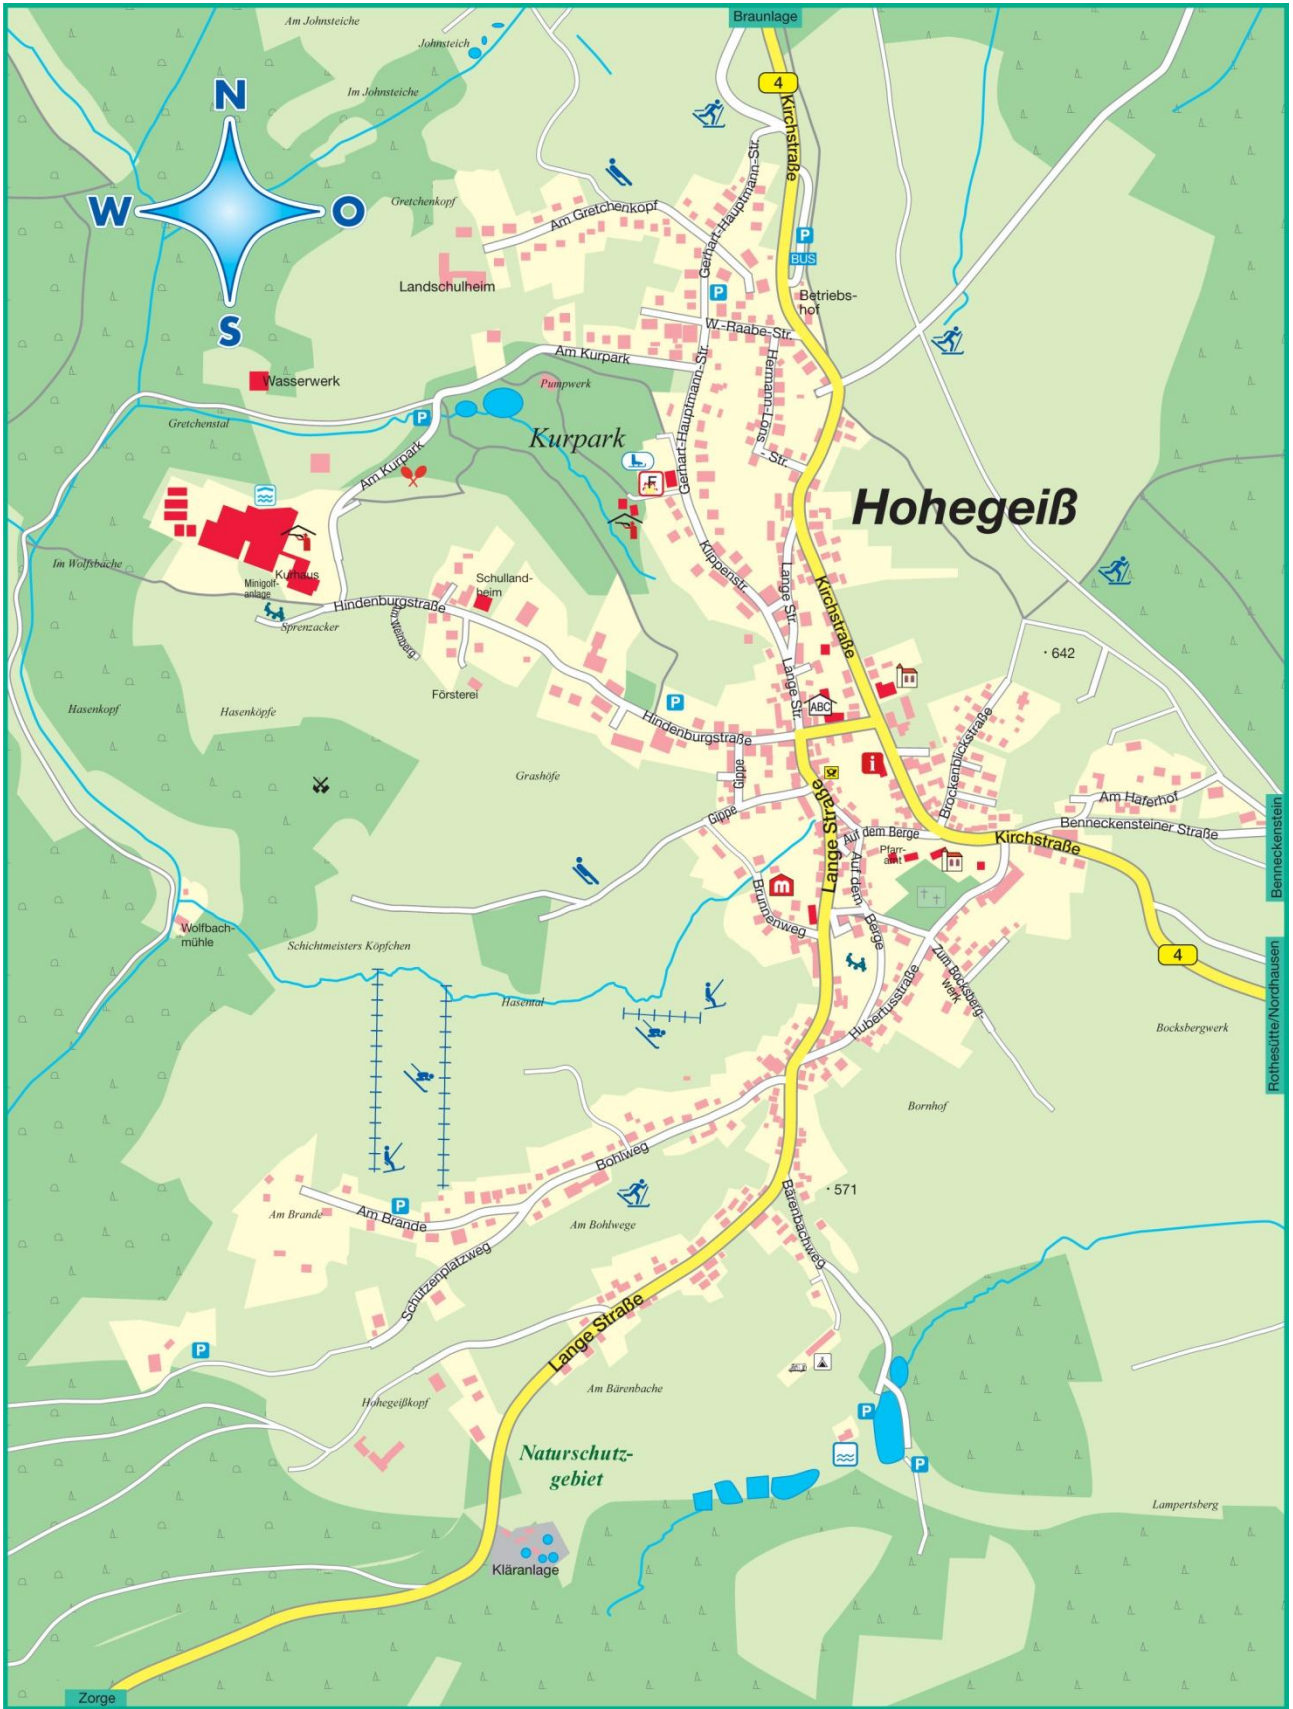 Braunlage
Am Johnsteiche
Johnsteich
Im Johnsteiche
4
Kirchstraße
N
W
O
S
Gretchenkopf
Am Gretchenkopf
Gerhart-Hauptmann-Str.
P
BUS
Landschulheim
P
Betriebs-
hof
W.-Raabe-Str.
Am Kurpark
Hermann-Löns
- Str.
Gerhart-Hauptmann-Str.
Wasserwerk
Pumpwerk
P
Gretchenstal
Kurpark
Am Kurpark
F
Hohegeiß
Klippenstr.
Lange Str.
Kirchstraße
Im Wolfsbäche
Kurhaus
Minigolf-
anlage
Schulland-
heim
Hindenburgstraße
Sprenzacker
Am Weinberg
Försterei
642
Hasenkopf
Hasenköpfe
P
Lange Str.
ABC
Hindenburgstraße
Gippe
Brockenblickstraße
i
Grashöfe
Am Haferhof
Benneckensteiner Straße
Benneckenstein
Gippe
Lange Straße
Auf dem Berge
Kirchstraße
Pfarr-
amt
m
Brunnenweg
Auf dem
Berge
Wolfbach-
mühle
Schichtmeisters Köpfchen
4
Rothesütte/Nordhausen
Zum Bocksberg-
werk
Hubertusstraße
Hasental
Bocksbergwerk
Bornhof
Bohlweg
571
Bärenbachweg
P
Am Brande
Am Brande
Am Bohlwege
Schützenplatzweg
Lange Straße
P
Am Bärenbache
Hohegeißkopf
P
Naturschutz-
gebiet
P
Lampertsberg
Kläranlage
Zorge